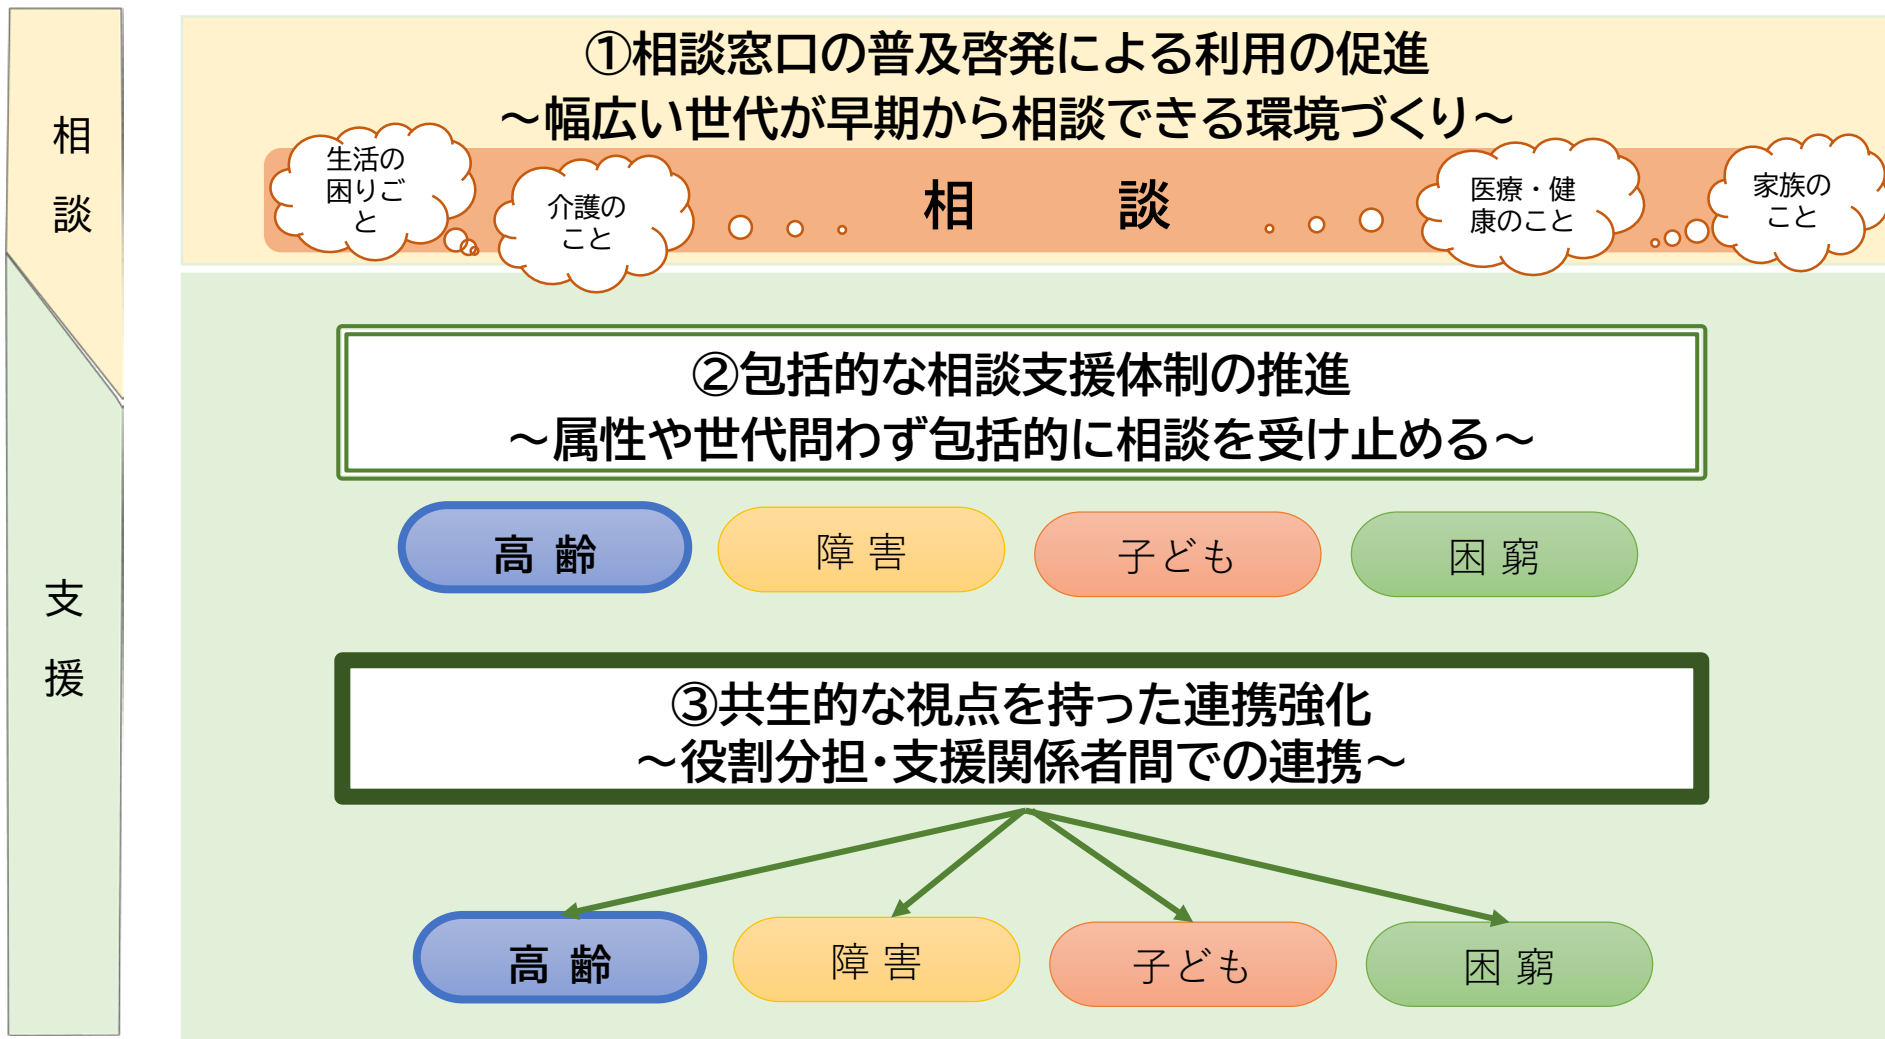 ①相談窓口の普及啓発による利用の促進
～幅広い世代が早期から相談できる環境づくり～
相
談
生活の
困りご
と
介護の
こと
相　談
医療・健
康のこと
家族の
こと
②包括的な相談支援体制の推進
～属性や世代問わず包括的に相談を受け止める～
高 齢
障 害
子ども
困 窮
支
援
③共生的な視点を持った連携強化
～役割分担・支援関係者間での連携～
高 齢
障 害
子ども
困 窮